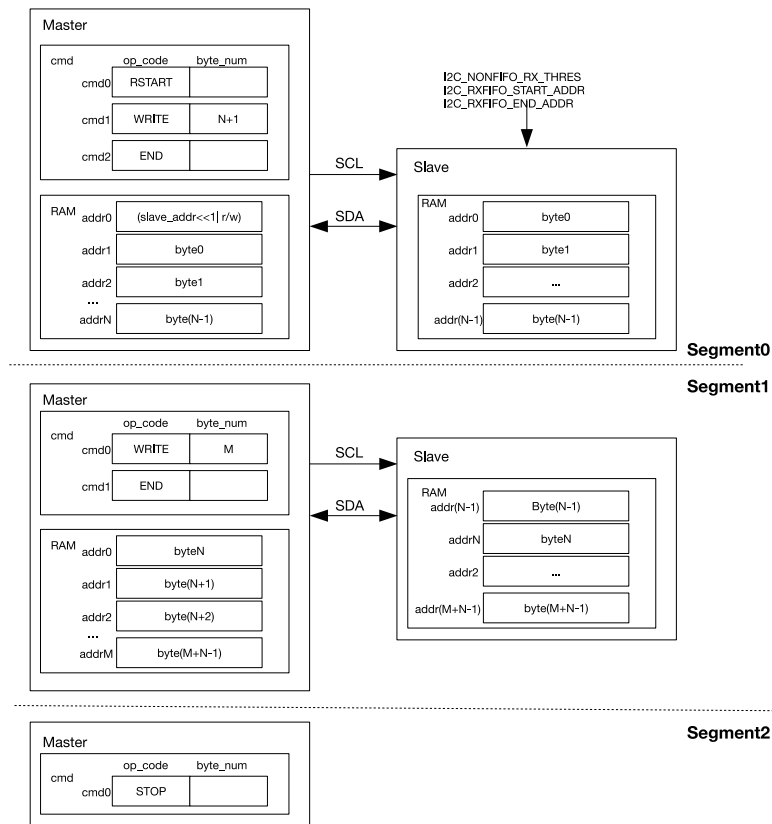 Master
cmd op_code byte_num
cmd0 RSTART
cmd1 WRITE N+1
cmd2 END
RAM addr0 (slave_addr<<1| r/w)
addr1 byte0
addr2 byte1
...
addrN byte(N-1)
SCL
SDA
I2C_NONFIFO_RX_THRES
I2C_RXFIFO_START_ADDR
I2C_RXFIFO_END_ADDR
Slave
RAM
addr0 byte0
addr1 byte1
addr2 ...
addr(N-1) byte(N-1)
Segment0
Segment1
Master
op_code byte_num
cmd
cmd0 WRITE M
cmd1 END
RAM addr0 byteN
addr1 byte(N+1)
addr2 byte(N+2)
...
addrM byte(M+N-1)
SCL
SDA
Slave
RAM
addr(N-1) Byte(N-1)
addrN byteN
addr2 ...
addr(M+N-1) byte(M+N-1)
Segment2
Master
op_code byte_num
cmd
cmd0 STOP